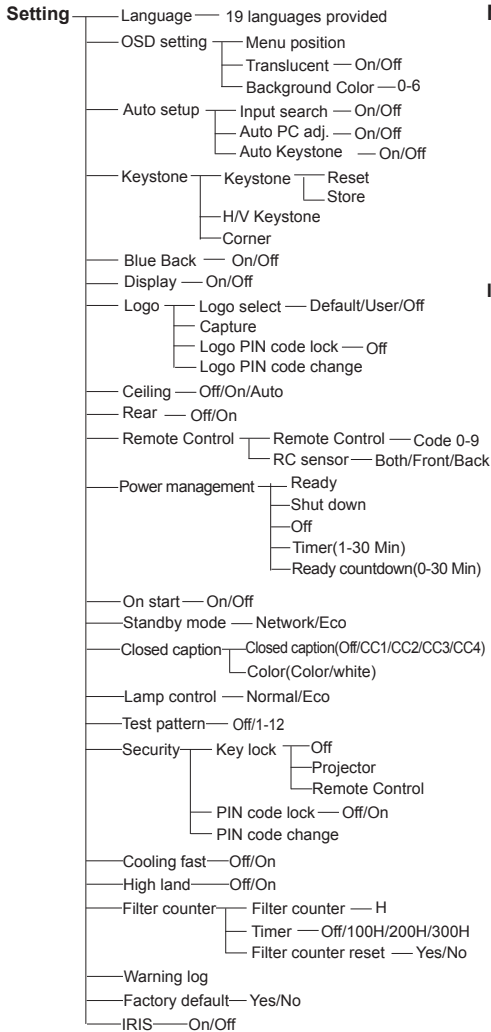 Setting Language 19 languages provided
OSD setting Menu position
Translucent On/Off
Background Color 0-6
Auto setup Input search On/Off
Auto PC adj. On/Off
Auto Keystone On/Off
Keystone Keystone Reset
Store
H/V Keystone
Corner
Blue Back On/Off
Display On/Off
Logo Logo select Default/User/Off
Capture
Logo PIN code lock Off
Logo PIN code change
Ceiling Off/On/Auto
Rear Off/On
Remote Control Remote Control Code 0-9
RC sensor Both/Front/Back
Power management Ready
Shut down
Off
Timer(1-30 Min)
Ready countdown(0-30 Min)
On start On/Off
Standby mode Network/Eco
Closed caption Closed caption(Off/CC1/CC2/CC3/CC4)
Color(Color/white)
Lamp control Normal/Eco
Test pattern Off/1-12
Security Key lock Off
Projector
Remote Control
PIN code lock Off/On
PIN code change
Cooling fast Off/On
High land Off/On
Filter counter Filter counter H
Timer Off/100H/200H/300H
Filter counter reset Yes/No
Warning log
Factory default Yes/No
IRIS On/Off